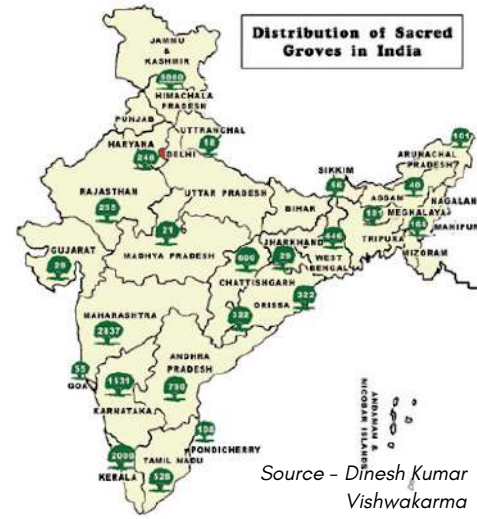 Distribution of Sacred
Groves in India
JAMMU
&
KASHMIR
5000
HIMACHALA
PRADESH
PUNJAB
UTTRANCHAL
18
HARYANA
248
DELHI
RAJASTHAN
255
UTTAR PRADESH
SIKKIM
16
101
ARUNACHAL
PRADESH
40
ASSAM
NAGALAN
BIHAR
MEGHALAYA
MANIPUR
TRIPURA
MIZORAM
GUJARAT
29
21
MADHYA PRADESH
JHARKHAND
29
600
WEST
BENGAL
CHATTISHGARH
ORISSA
322
322
MAHARASHTRA
2837
ANDHRA
PRADESH
750
55
GOA
1531
KARNATAKA
108
PONDICHERRY
2000
KERALA
TAMIL NADU
528
ANDAMAN &
NICOBAR ISLANDS
Source - Dinesh Kumar
Vishwakarma